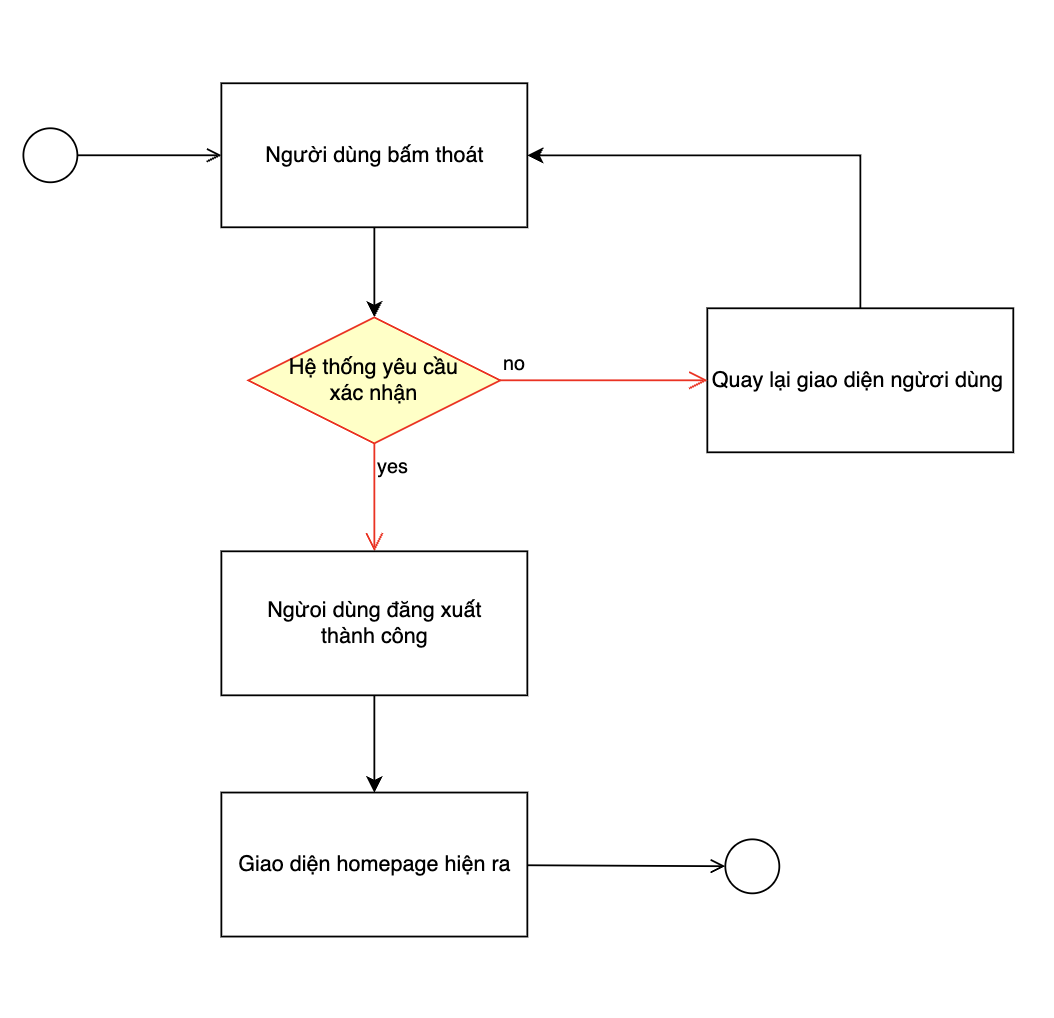 Người dùng bấm thoát
Hệ thống yêu cầu
xác nhận
no
Quay lại giao diện ngừơi dùng
yes
Ngừoi dùng đăng xuất
thành công
Giao diện homepage hiện ra